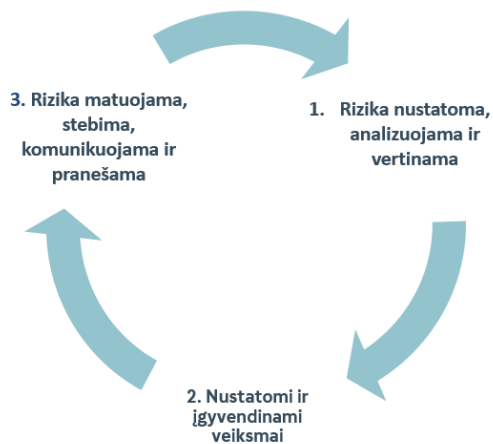 1. Rizika nustatoma,
analizuojama ir
vertinama
2. Nustatomi ir
įgyvendinami
veiksmai
3. Rizika matuojama,
stebima,
komunikuojama ir
pranešama